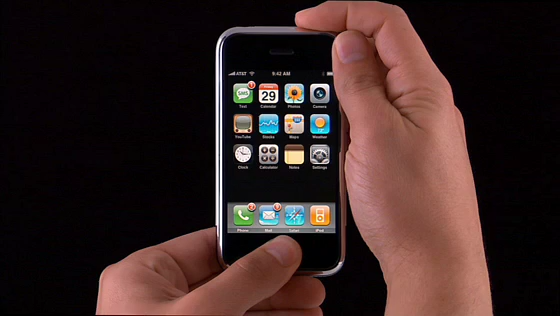 AT&T 9:42 AM
SMS
Text Calendar Photos Camera
29
YouTube Stocks Maps Weather
Clock Calculator Notes Settings
Phone Mail Safari iPod